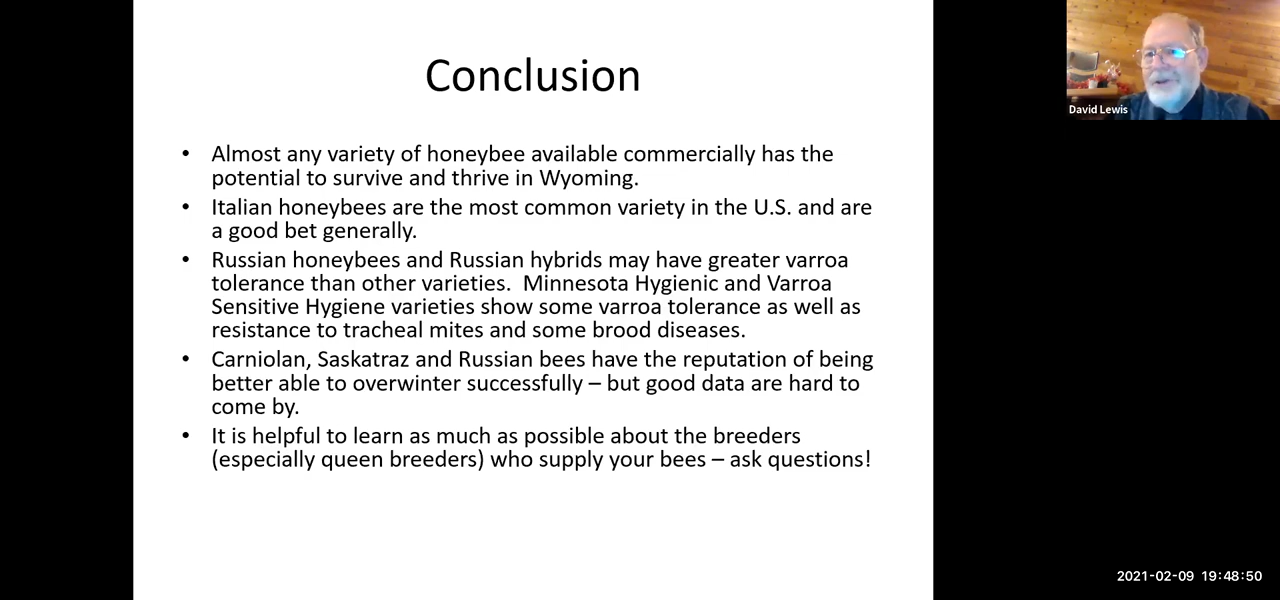 Conclusion
• Almost any variety of honeybee available commercially has the
potential to survive and thrive in Wyoming.
• Italian honeybees are the most common variety in the U.S. and are
a good bet generally.
• Russian honeybees and Russian hybrids may have greater varroa
tolerance than other varieties.  Minnesota Hygienic and Varroa
Sensitive Hygiene varieties show some varroa tolerance as well as
resistance to tracheal mites and some brood diseases.
• Carniolan, Saskatraz and Russian bees have the reputation of being
better able to overwinter successfully – but good data are hard to
come by.
• It is helpful to learn as much as possible about the breeders
(especially queen breeders) who supply your bees – ask questions!
David Lewis
2021-02-09 19:48:50